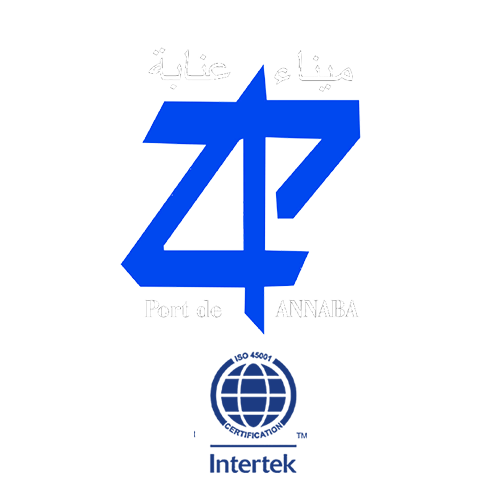 ميناء عنابة
Port de ANNABA
ISO 45001
CERTIFICATION
TM
Intertek